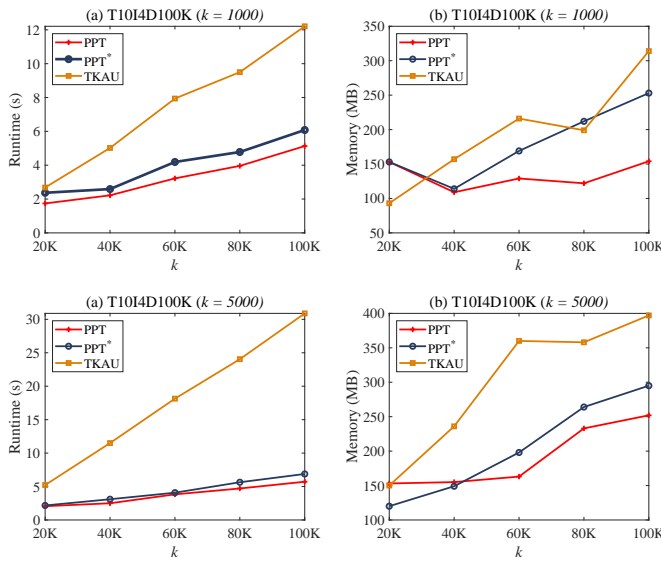 (a) T10I4D100K (k = 1000)
Runtime (s)
12
10
8
6
4
2
0
PPT
PPT*
TKAU
20K 40K 60K 80K 100K
k
(b) T10I4D100K (k = 1000)
Memory (MB)
350
300
250
200
150
100
50
PPT
PPT*
TKAU
20K 40K 60K 80K 100K
k
(a) T10I4D100K (k = 5000)
Runtime (s)
30
25
20
15
10
5
0
PPT
PPT*
TKAU
20K 40K 60K 80K 100K
k
(b) T10I4D100K (k = 5000)
Memory (MB)
400
350
300
250
200
150
100
PPT
PPT*
TKAU
20K 40K 60K 80K 100K
k